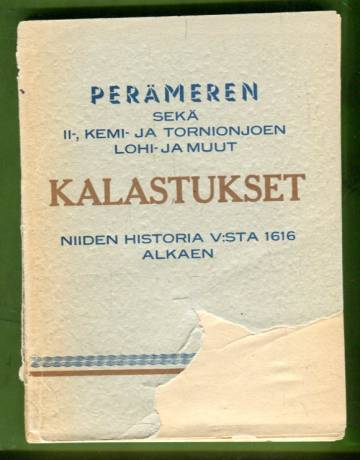 PERÄMEREN
SEKÄ
II-, KEMI- JA TORNIONJOEN
LOHI- JA MUUT
KALASTUKSET
NIIDEN HISTORIA V:STA 1616
ALKAEN